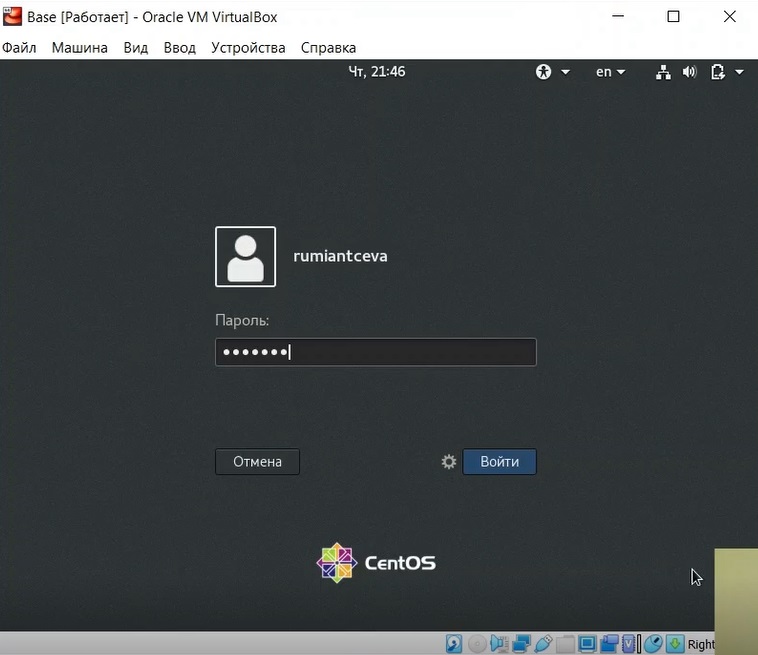 Base [Работает] - Oracle VM VirtualBox
Файл Машина Вид Ввод Устройства Справка
Чт, 21:46 en
rumiantceva
Пароль:
•••••••
Отмена Войти
CentOS
Right